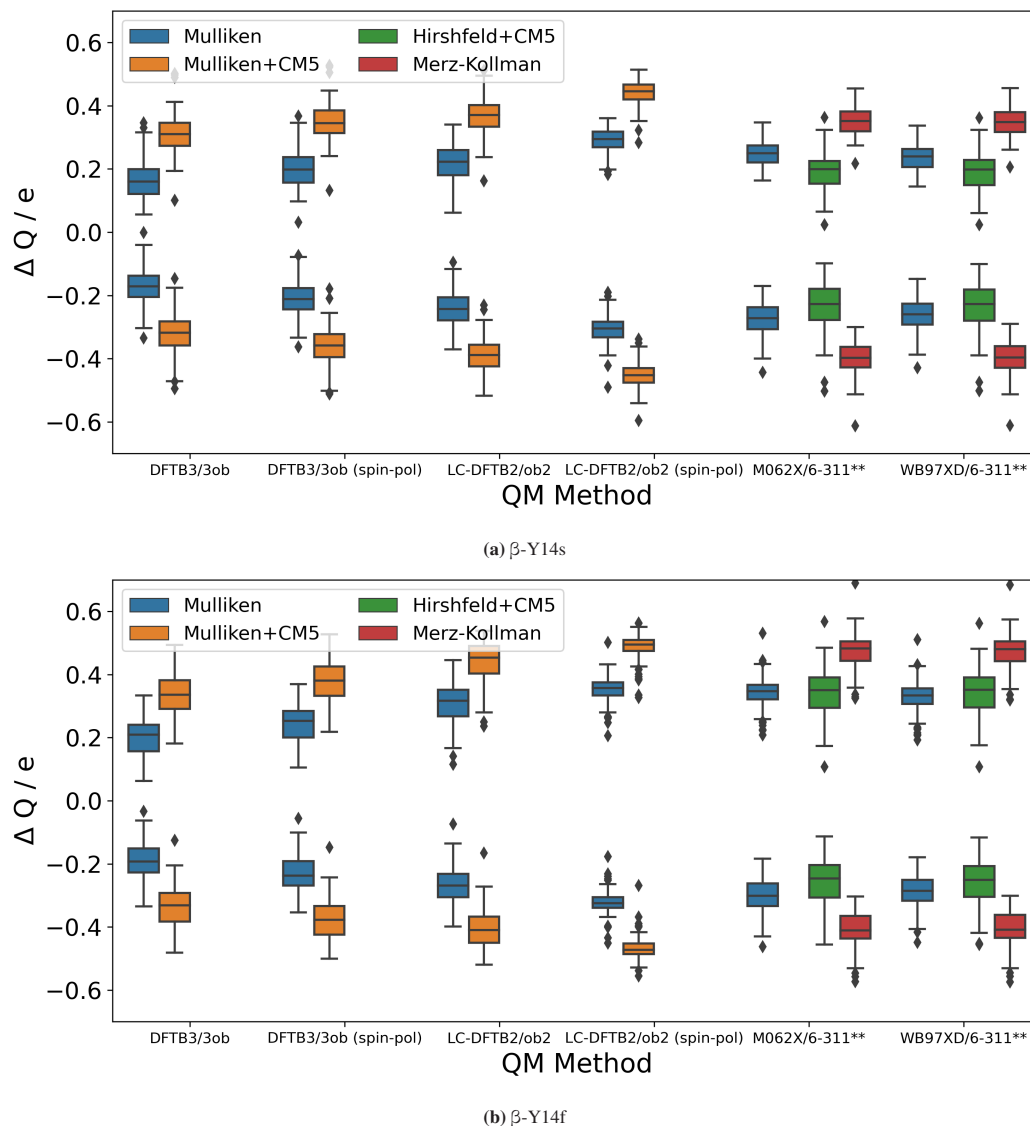 0.6
0.4
0.2
0.0
−0.2
−0.4
−0.6
Δ Q / e
Mulliken
Mulliken+CM5
Hirshfeld+CM5
Merz-Kollman
DFTB3/3ob DFTB3/3ob (spin-pol) LC-DFTB2/ob2 LC-DFTB2/ob2 (spin-pol) M062X/6-311** WB97XD/6-311**
QM Method
(a) β-Y14s
0.6
0.4
0.2
0.0
−0.2
−0.4
−0.6
Δ Q / e
Mulliken
Mulliken+CM5
Hirshfeld+CM5
Merz-Kollman
DFTB3/3ob DFTB3/3ob (spin-pol) LC-DFTB2/ob2 LC-DFTB2/ob2 (spin-pol) M062X/6-311** WB97XD/6-311**
QM Method
(b) β-Y14f